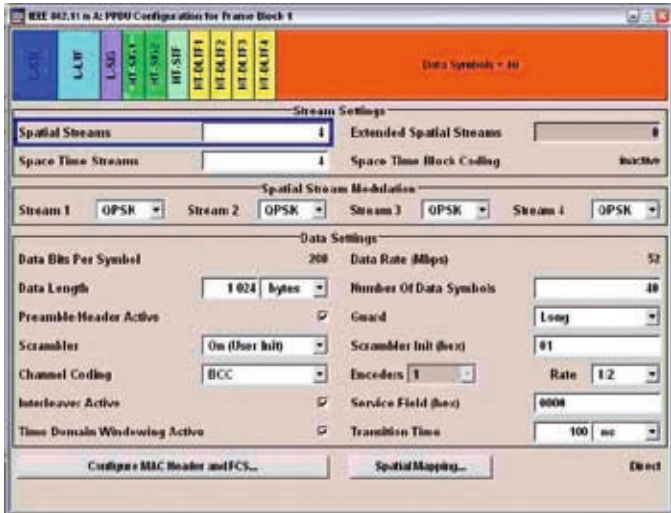 IEEE 802.11 n A: PPDU Configuration for Frame Block 1
L-STF L-LTF L-SIG HT-SIG1 HT-SIG2 HT-STF HT-DLTF1 HT-DLTF2 HT-DLTF3 HT-DLTF4 Data Symbols = 40
Stream Settings
Spatial Streams 4 Extended Spatial Streams 0
Space Time Streams 4 Space Time Block Coding Inactive
Spatial Stream Modulation
Stream 1 QPSK Stream 2 QPSK Stream 3 QPSK Stream 4 QPSK
Data Settings
Data Bits Per Symbol 208 Data Rate (Mbps) 52
Data Length 1 024 bytes Number Of Data Symbols 40
Preamble/Header Active Guard Long
Scrambler On (User Init) Scrambler Init (hex) 01
Channel Coding BCC Encoders 1 Rate 1/2
Interleaver Active Service Field (hex) 0000
Time Domain Windowing Active Transition Time 100 ns
Configure MAC Header and FCS... Spatial Mapping... Direct